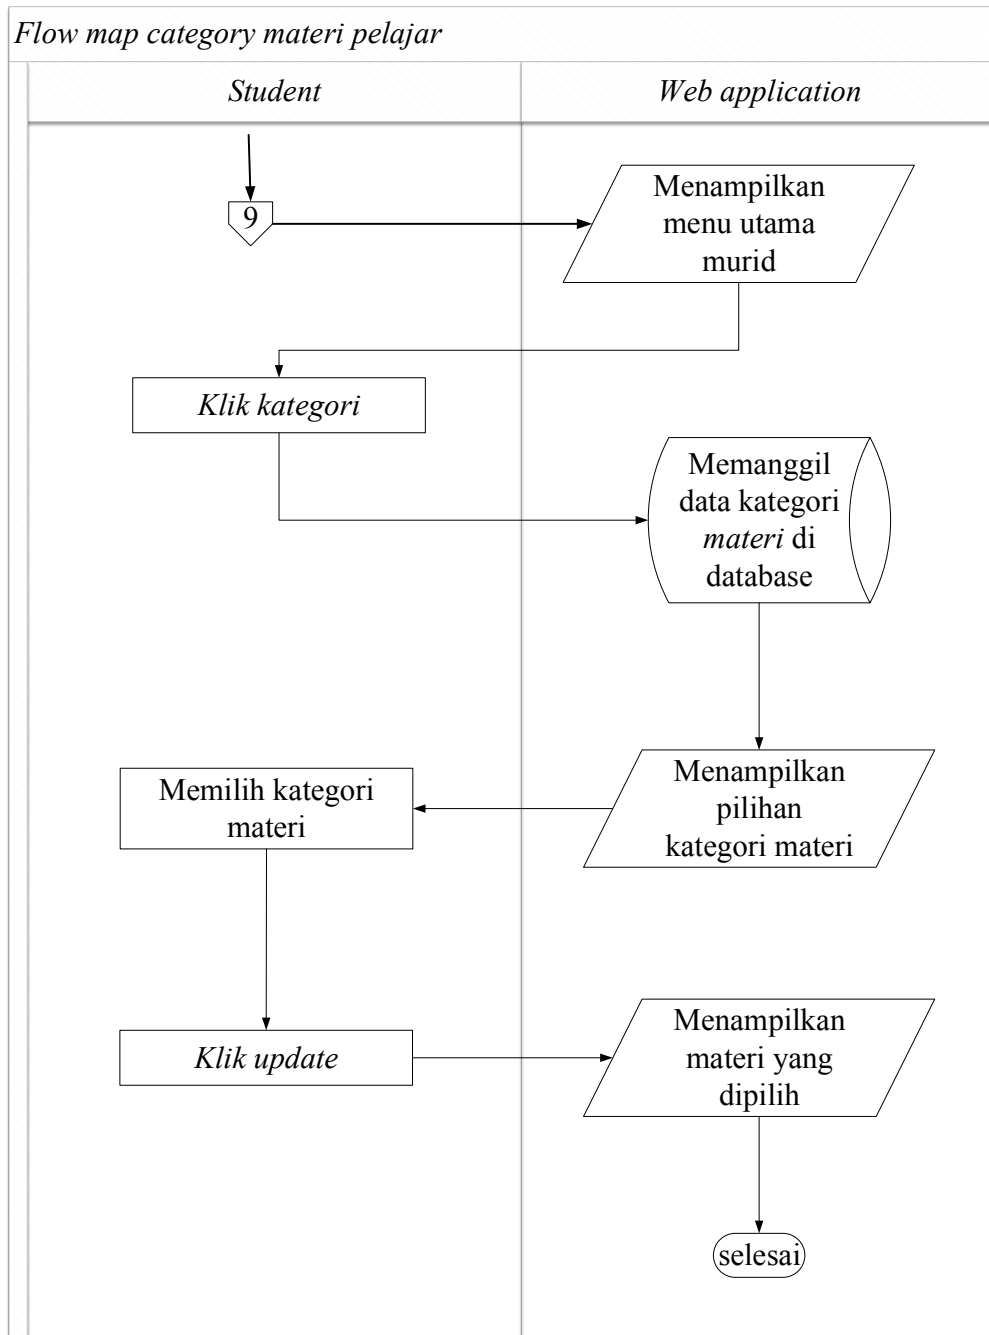 Flow map category materi pelajar
Student
Web application
9
Menampilkan
menu utama
murid
Klik kategori
Memanggil
data kategori
materi di
database
Menampilkan
pilihan
kategori materi
Memilih kategori
materi
Klik update
Menampilkan
materi yang
dipilih
selesai